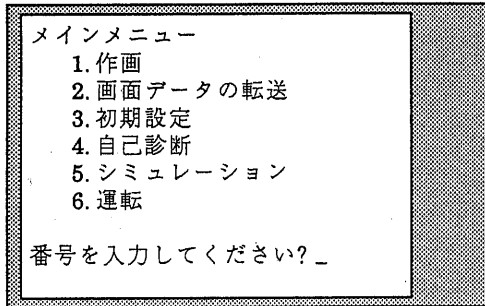 メインメニュー
1.作画
2.画面データの転送
3.初期設定
4.自己診断
5.シミュレーション
6.運転
番号を入力してください?_